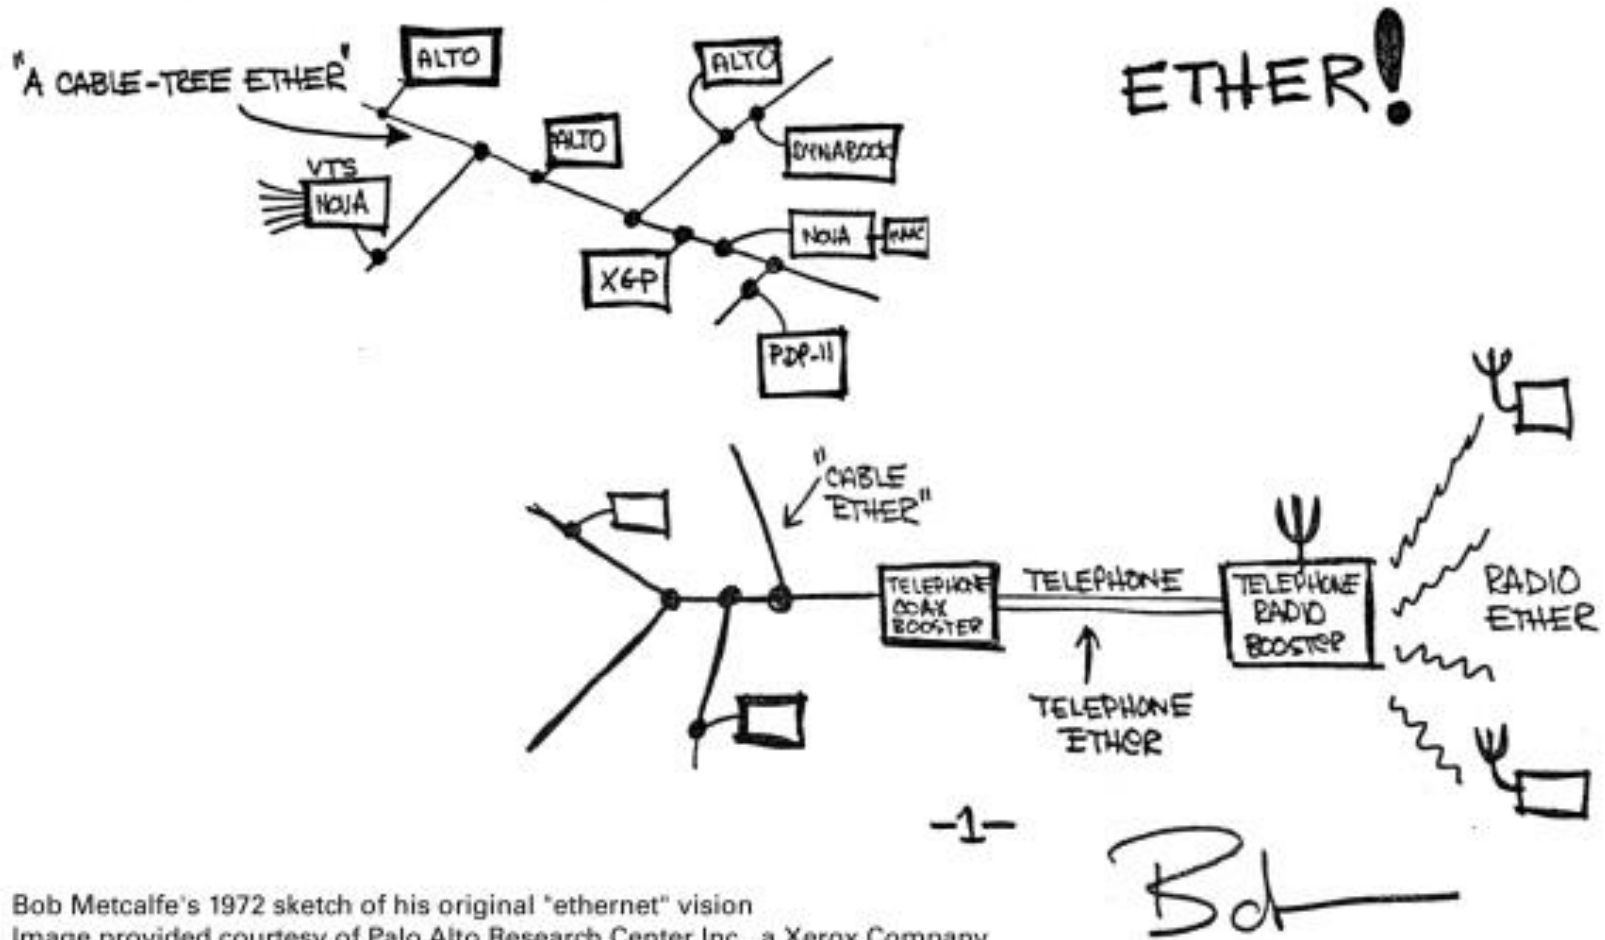 "A CABLE-TREE ETHER"
ALTO
ALTO
ETHER!
ALTO
DYNABOOK
VTS
NOVA
NOVA
XGP
PDP-11
"CABLE
ETHER"
TELEPHONE
COAX
BOOSTER
TELEPHONE
TELEPHONE
RADIO
BOOSTER
RADIO
ETHER
TELEPHONE
ETHER
-1-
Bob
Bob Metcalfe's 1972 sketch of his original "ethernet" vision
Image provided courtesy of Palo Alto Research Center Inc., a Xerox Company